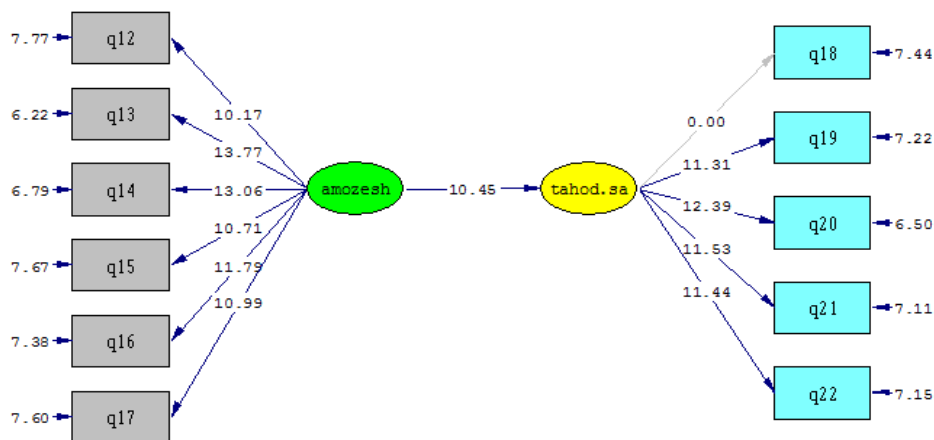 7.77 q12
6.22 q13
6.79 q14
7.67 q15
7.38 q16
7.60 q17
10.17
13.77
13.06
10.71
11.79
10.99
amozesh
10.45
tahod.sa
0.00
11.31
12.39
11.53
11.44
q18 7.44
q19 7.22
q20 6.50
q21 7.11
q22 7.15